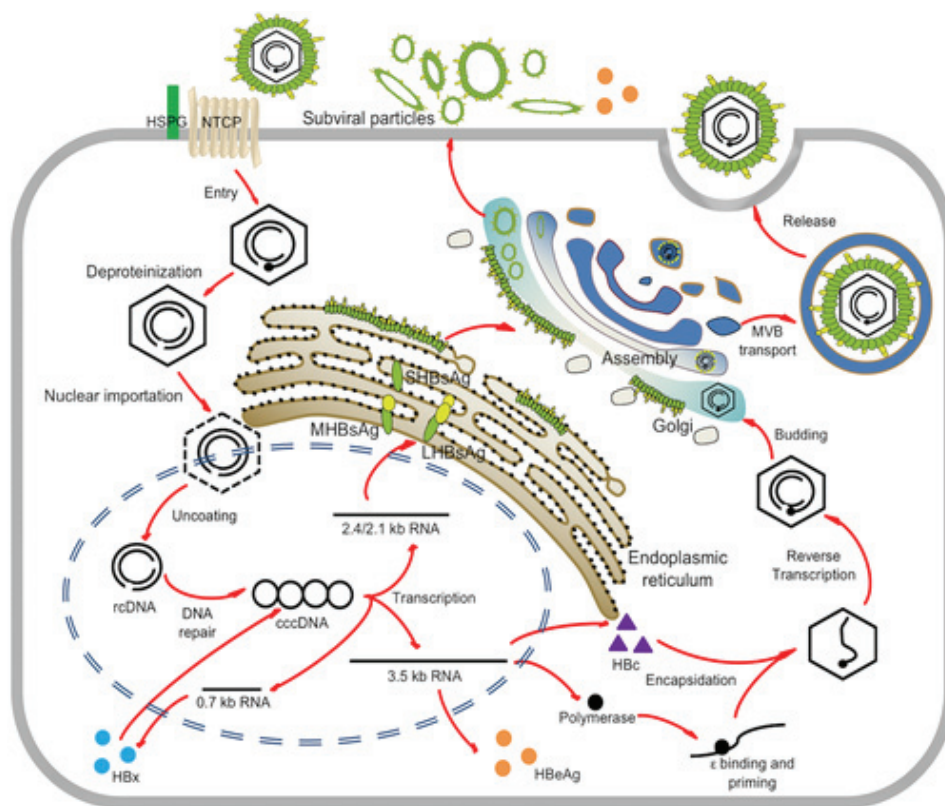 HSPG
NTCP
Subviral particles
Entry
Release
Deproteinization
MVB
transport
Assembly
Nuclear importation
SHBsAg
MHBsAg
LHBsAg
Golgi
Budding
Uncoating
2.4/2.1 kb RNA
Endoplasmic
reticulum
Reverse
Transcription
rcDNA
DNA
repair
cccDNA
Transcription
HBc
Encapsidation
3.5 kb RNA
0.7 kb RNA
Polymerase
HBx
HBeAg
ε binding and
priming